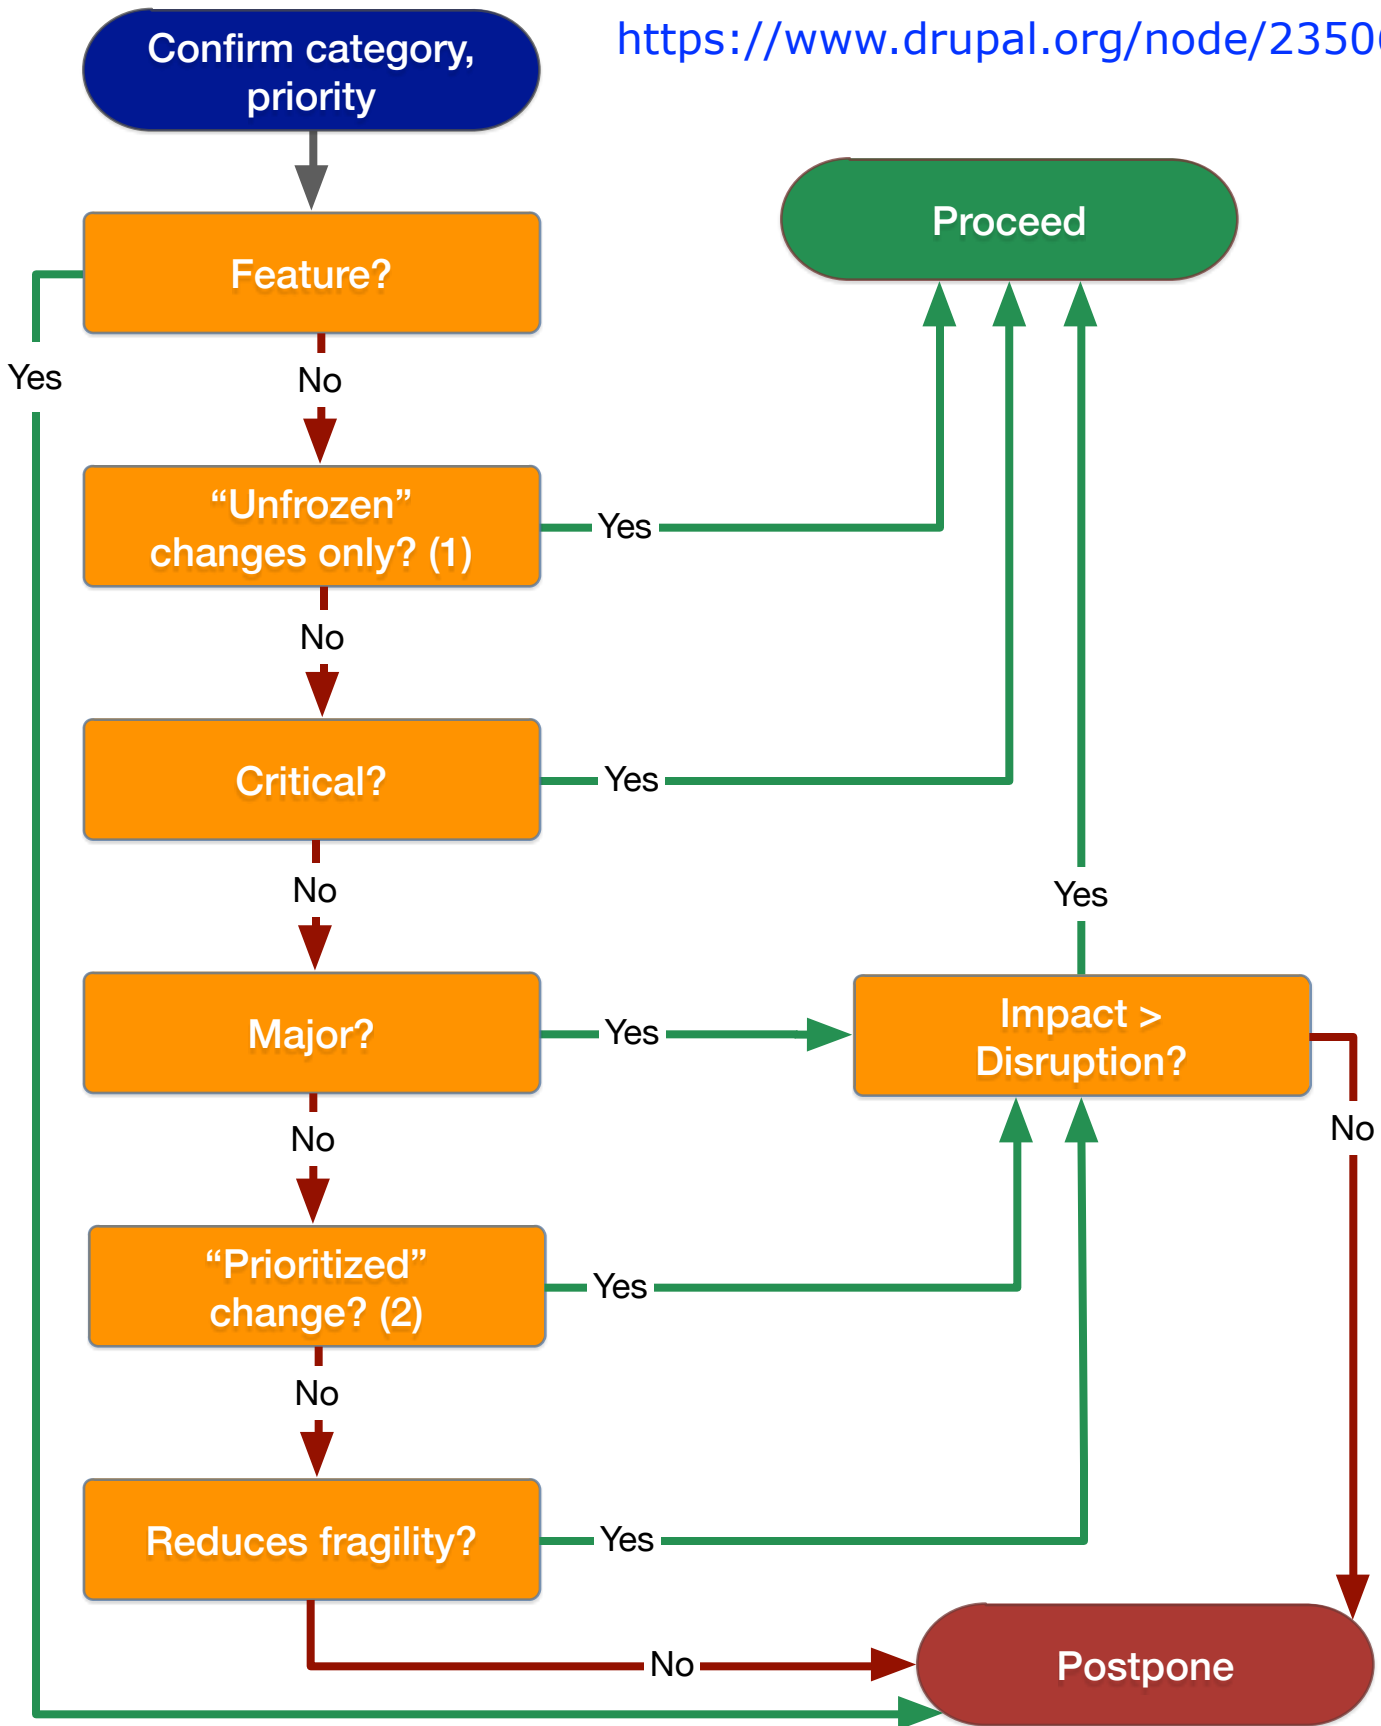 https://www.drupal.org/node/2350
Confirm category,
priority
Proceed
Feature?
Yes
No
“Unfrozen”
changes only? (1)
Yes
No
Critical?
Yes
No
Yes
Major?
Yes
Impact >
Disruption?
No
No
“Prioritized”
change? (2)
Yes
No
Reduces fragility?
Yes
No
Postpone